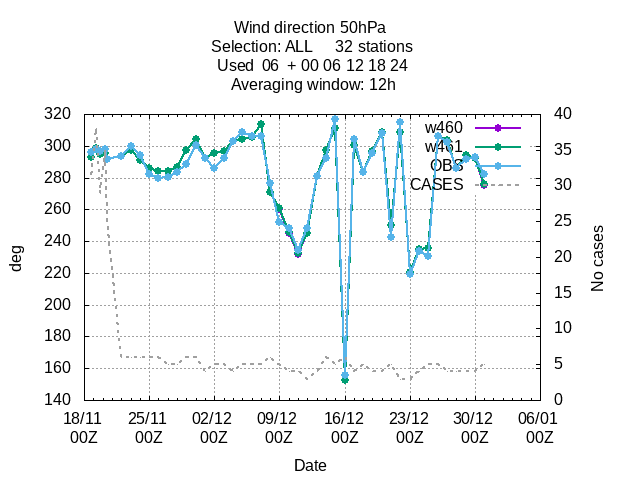 Wind direction 50hPa
Selection: ALL 32 stations
Used 06 + 00 06 12 18 24
Averaging window: 12h
320
300
280
260
240
220
200
180
160
140
deg
40
35
30
25
20
15
10
5
0
No cases
w460
w461
OBS
CASES
18/11 25/11 02/12 09/12 16/12 23/12 30/12 06/01
00Z 00Z 00Z 00Z 00Z 00Z 00Z 00Z
Date